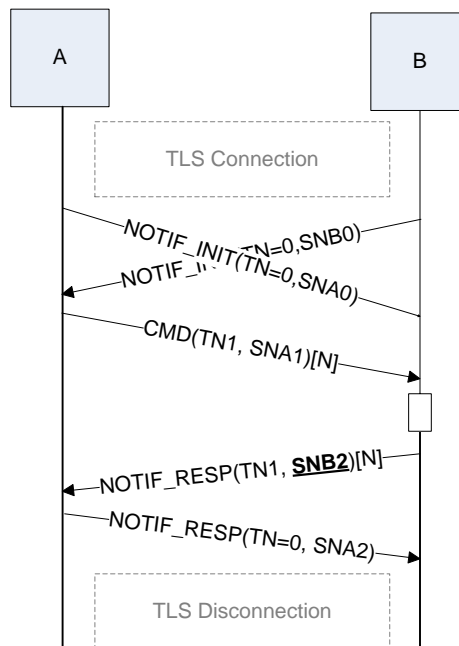 A
B
TLS Connection
NOTIF_INIT(TN=0,SNA0)
TN=0,SNB0)
CMD(TN1, SNA1)[N]
NOTIF_RESP(TN1, SNB2)[N]
NOTIF_RESP(TN=0, SNA2)
TLS Disconnection